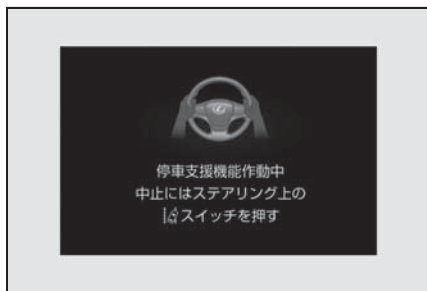 停車支援機能作動中
中止にはステアリング上の
スイッチを押す